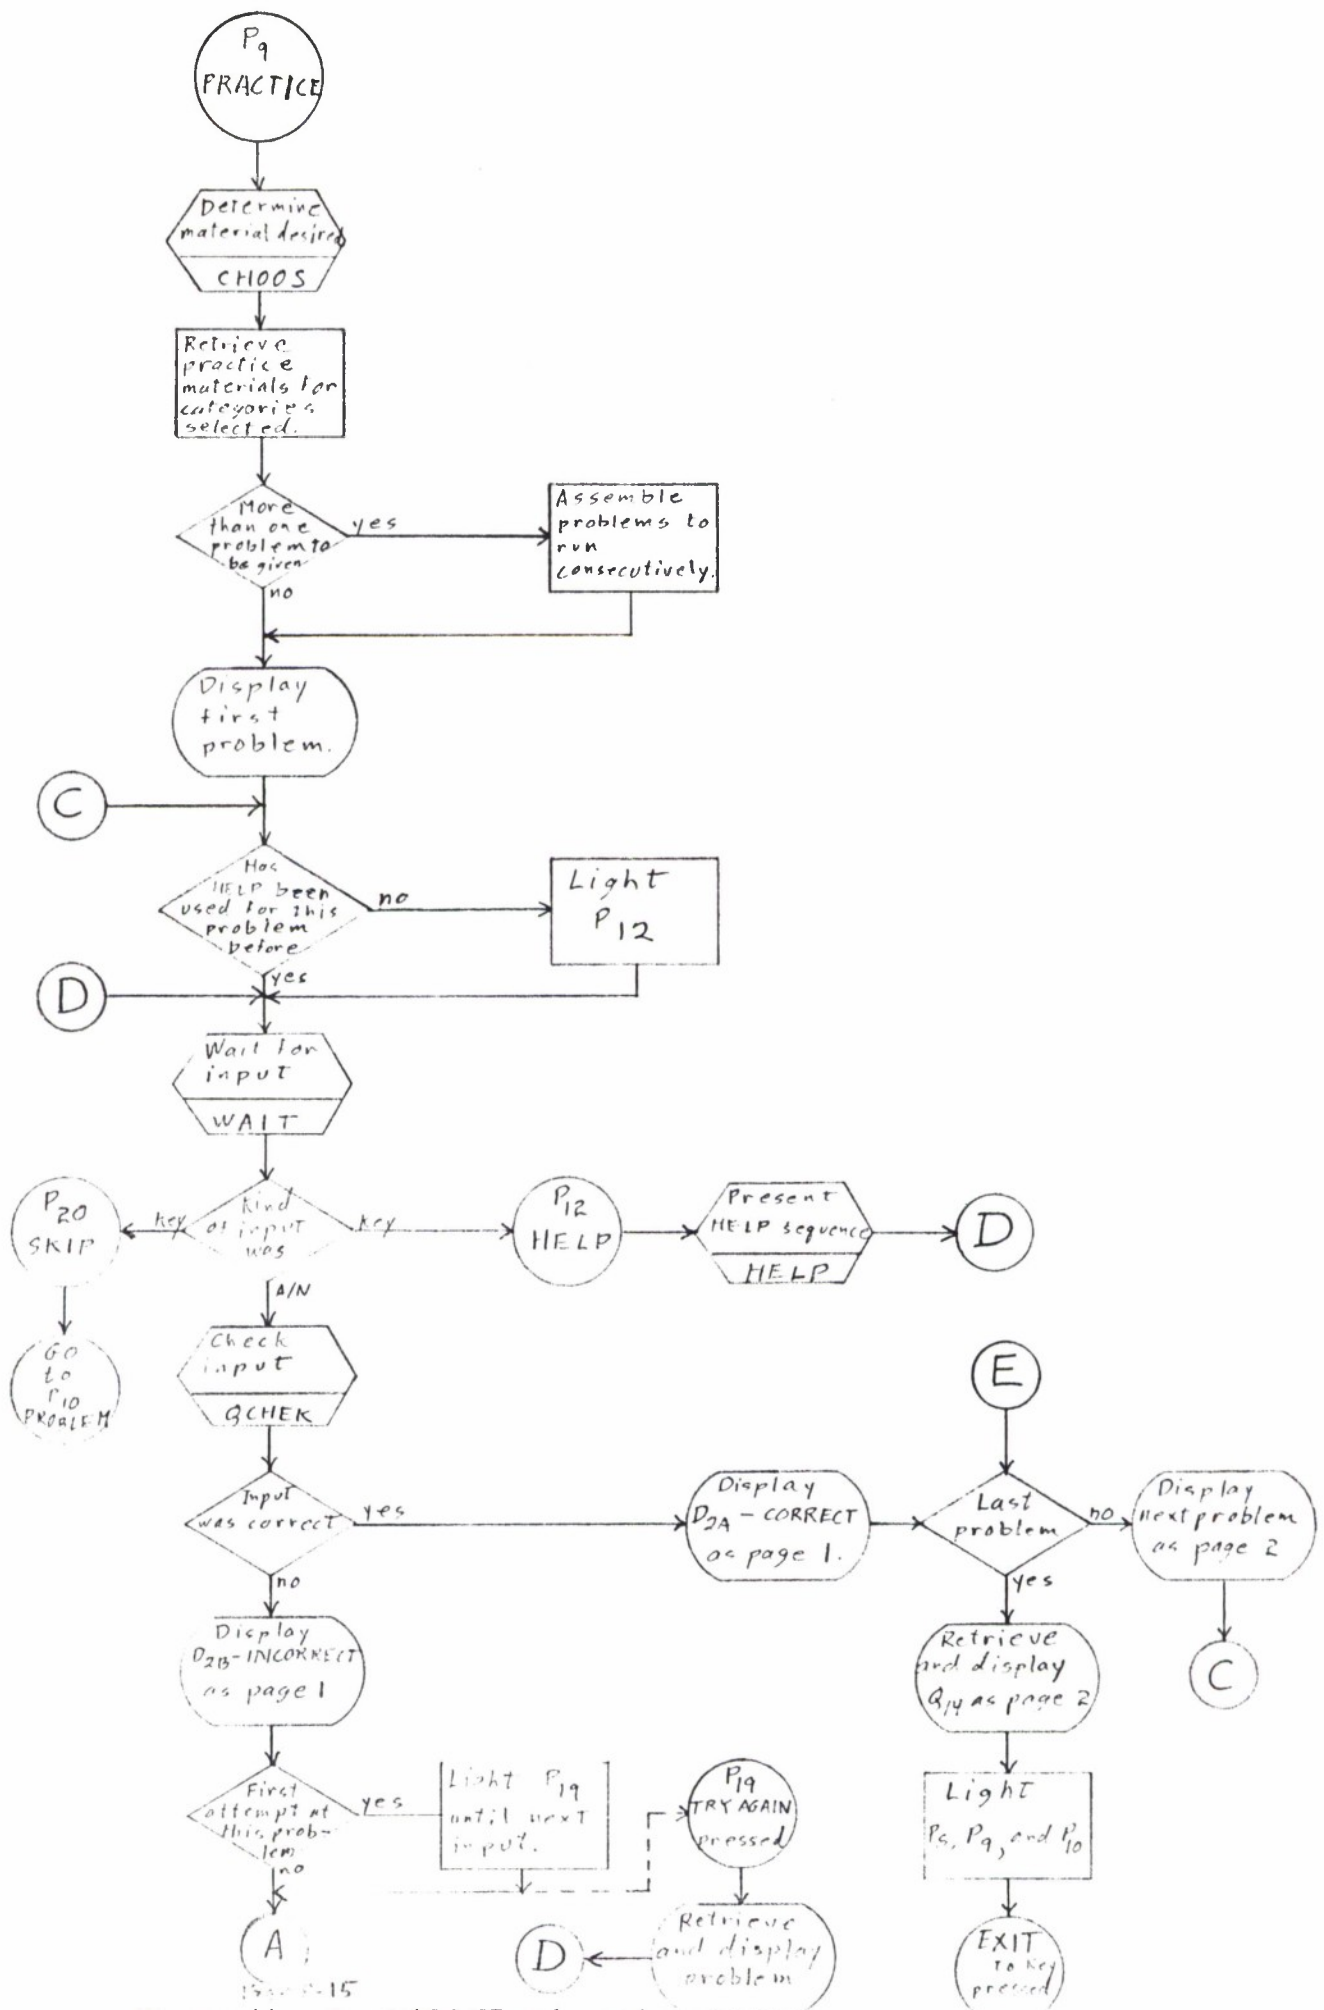 P9
PRACTICE
Determine
material desired
CHOOS
Retrieve
practice
materials for
categories
selected.
More
than one
problem to
be given
yes
no
Assemble
problems to
run
consecutively.
Display
first
problem.
C
Has
HELP been
used for this
problem
before
no
yes
Light
P12
D
Wait for
input
WAIT
Kind
of input
was
key
key
A/N
P20
SKIP
Go
to
P10
PROBLEM
P12
HELP
Present
HELP sequence
HELP
D
Check
input
QCHEK
Input
was correct
yes
no
Display
D2A - CORRECT
as page 1.
E
Last
problem
no
yes
Display
next problem
as page 2
C
Retrieve
and display
Q14 as page 2
Light
P5, P9, and P10
EXIT
To key
pressed
Display
D2B-INCORRECT
as page 1
First
attempt at
this prob-
lem
yes
no
Light P19
until next
input.
P19
TRY AGAIN
pressed
Retrieve
and display
problem
D
A